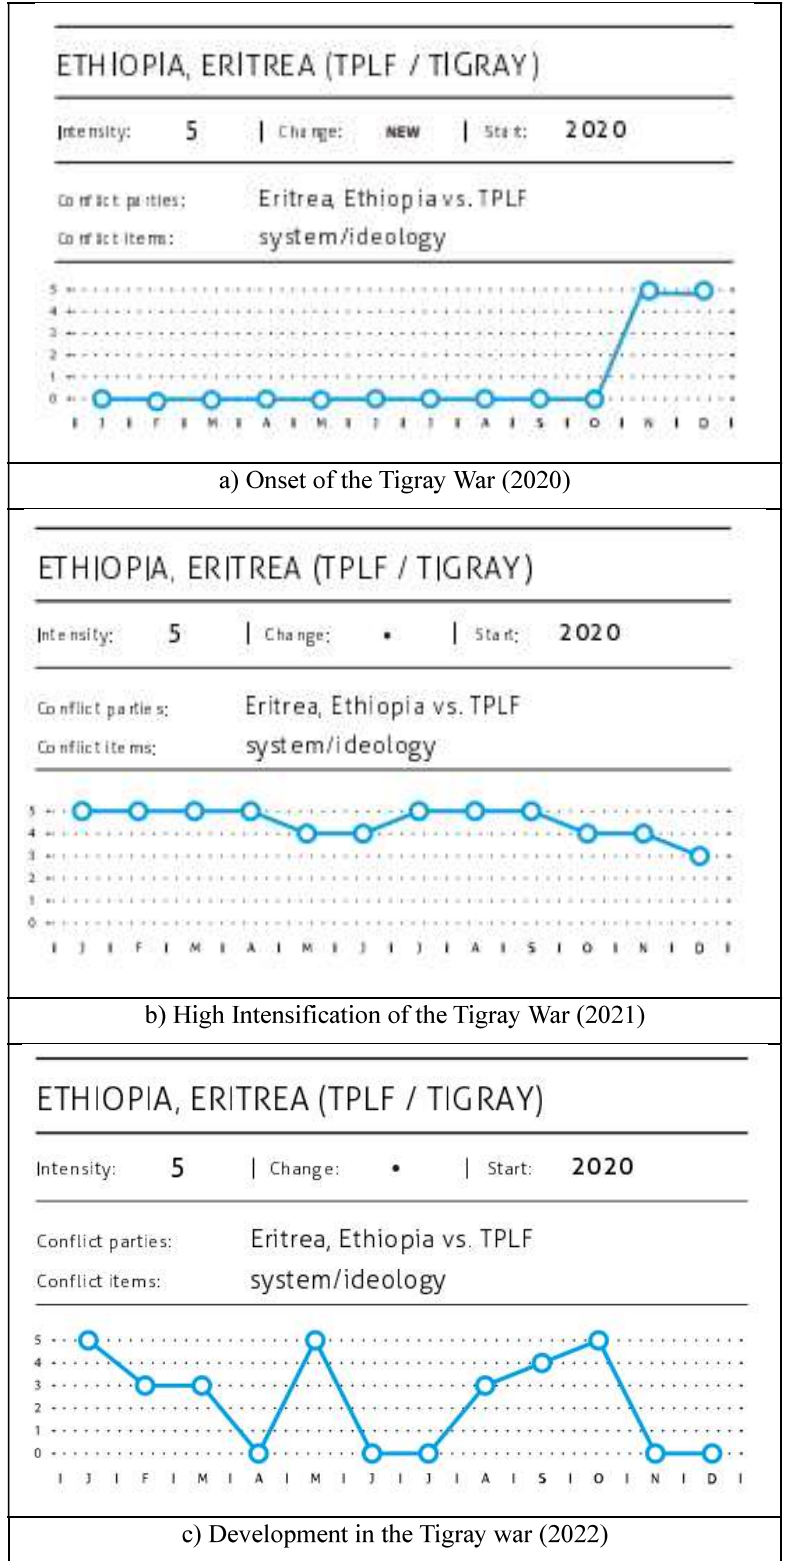 ETHIOPIA, ERITREA (TPLF / TIGRAY)
Intensity: 5 | Change: NEW | Start: 2020
Conflict parties: Eritrea, Ethiopia vs. TPLF
Conflict items: system/ideology
5
4
3
2
1
0
I J I F I M I A I M I J I J I A I S I O I N I D I
a) Onset of the Tigray War (2020)
ETHIOPIA, ERITREA (TPLF / TIGRAY)
Intensity: 5 | Change: • | Start: 2020
Conflict parties: Eritrea, Ethiopia vs. TPLF
Conflict items: system/ideology
5
4
3
2
1
0
I J I F I M I A I M I J I J I A I S I O I N I D I
b) High Intensification of the Tigray War (2021)
ETHIOPIA, ERITREA (TPLF / TIGRAY)
Intensity: 5 | Change: • | Start: 2020
Conflict parties: Eritrea, Ethiopia vs. TPLF
Conflict items: system/ideology
5
4
3
2
1
0
I J I F I M I A I M I J I J I A I S I O I N I D I
c) Development in the Tigray war (2022)